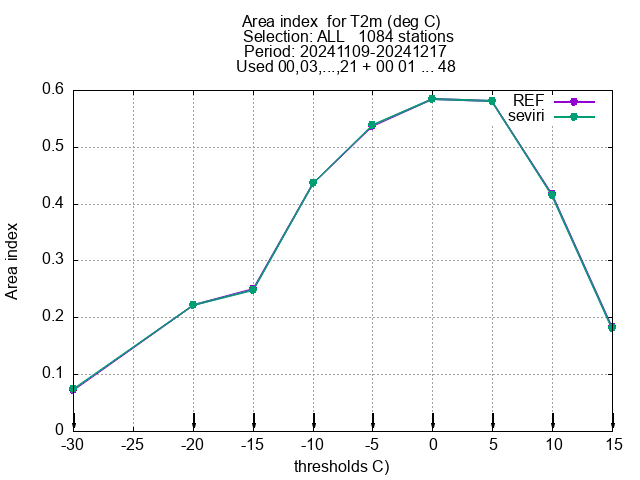 Area index  for T2m (deg C)
Selection: ALL   1084 stations
Period: 20241109-20241217
Used 00,03,...,21 + 00 01 ... 48
REF
seviri
0.6
0.5
0.4
0.3
0.2
0.1
0
Area index
-30 -25 -20 -15 -10 -5 0 5 10 15
thresholds C)